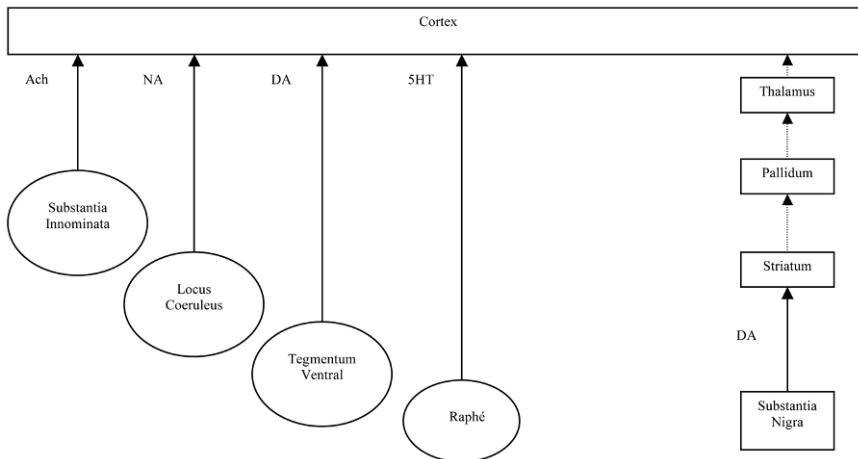 Cortex
Ach
NA
DA
5HT
Thalamus
Pallidum
Substantia
Innominata
Striatum
Locus
Coeruleus
DA
Tegmentum
Ventral
Raphé
Substantia
Nigra